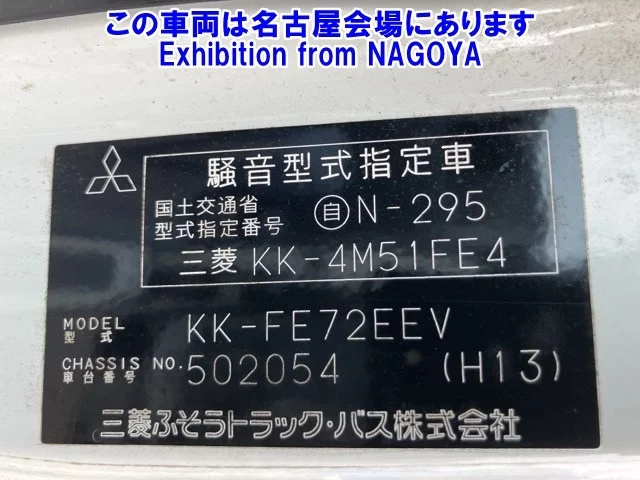 この車両は名古屋会場にあります
Exhibition from NAGOYA
騒音型式指定車
国土交通省
型式指定番号 自N-295
三菱 KK-4M51FE4
MODEL
型式 KK-FE72EEV
CHASSIS NO.
車台番号 502054 (H13)
三菱ふそうトラック・バス株式会社